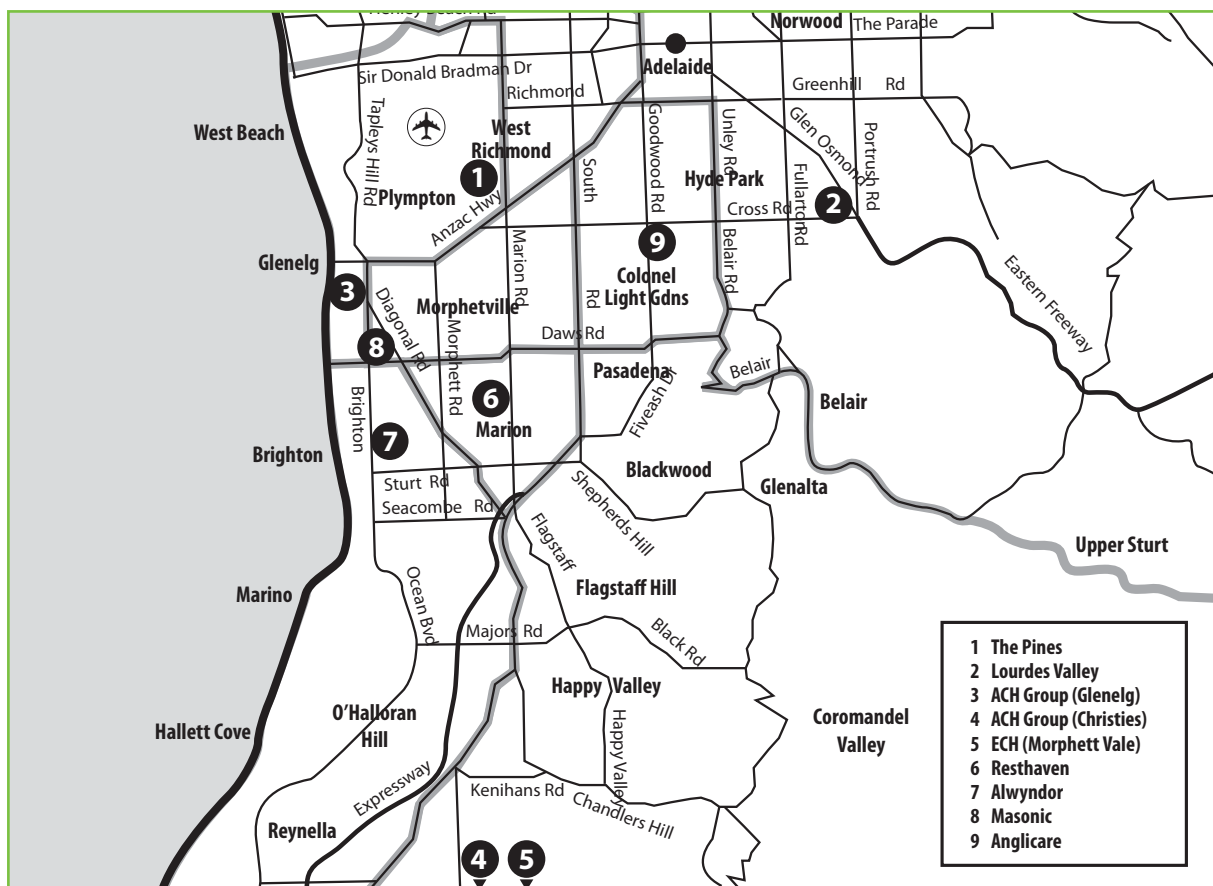 Henley Beach Rd
Norwood
The Parade
Adelaide
Sir Donald Bradman Dr
Richmond
Greenhill Rd
Tapleys Hill Rd
West Beach
West
Richmond
Goodwood Rd
Unley Rd
Glen Osmond
Portrush Rd
South
Rd
Hyde Park
Fullarton Rd
1
Plympton
Anzac Hwy
Cross Rd
2
Marion Rd
9
Belair Rd
Glenelg
Colonel
Light Gdns
3
Diagonal Rd
Morphetville
Eastern Freeway
Morphett Rd
Daws Rd
8
Pasadena
Belair
Fiveash Dr
Brighton
6
Belair
Marion
7
Brighton
Blackwood
Sturt Rd
Glenalta
Seacombe Rd
Shepherds Hill
Flagstaff
Upper Sturt
Ocean Bvd
Marino
Flagstaff Hill
Majors Rd
Black Rd
Happy Valley
Happy Valley
O'Halloran
Hill
Hallett Cove
Coromandel
Valley
Expressway
Kenihans Rd
Chandlers Hill
Reynella
4
5
1 The Pines
2 Lourdes Valley
3 ACH Group (Glenelg)
4 ACH Group (Christies)
5 ECH (Morphett Vale)
6 Resthaven
7 Alwyndor
8 Masonic
9 Anglicare